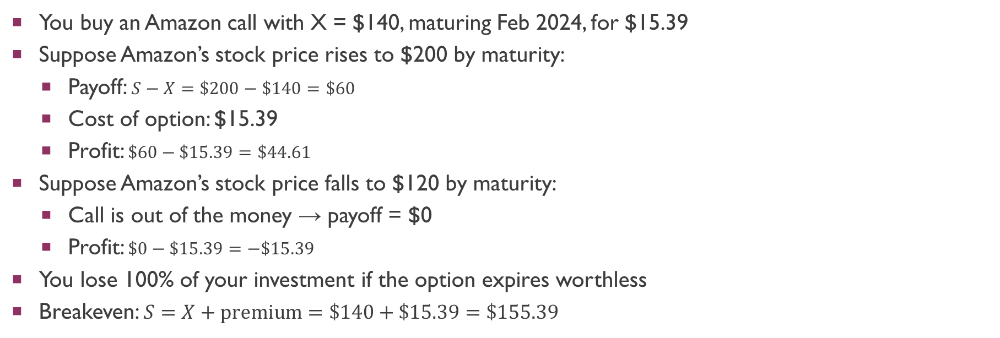 ▪ You buy an Amazon call with X = $140, maturing Feb 2024, for $15.39
▪ Suppose Amazon’s stock price rises to $200 by maturity:
▪ Payoff: S − X = $200 − $140 = $60
▪ Cost of option: $15.39
▪ Profit: $60 − $15.39 = $44.61
▪ Suppose Amazon’s stock price falls to $120 by maturity:
▪ Call is out of the money → payoff = $0
▪ Profit: $0 − $15.39 = −$15.39
▪ You lose 100% of your investment if the option expires worthless
▪ Breakeven: S = X + premium = $140 + $15.39 = $155.39